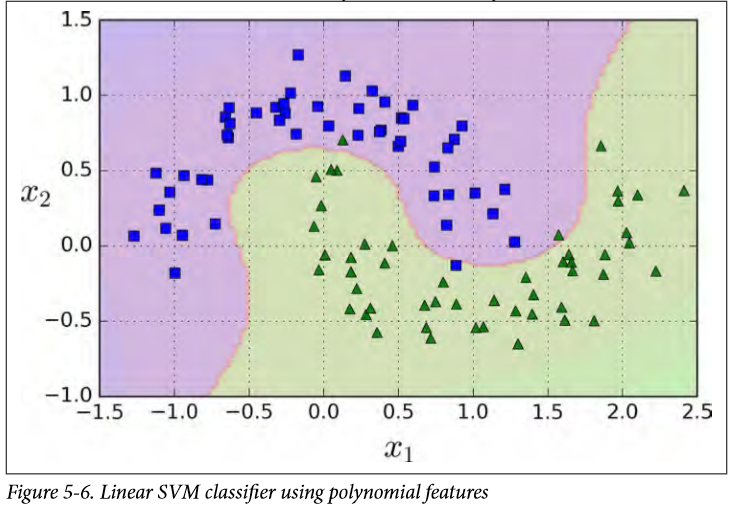 1.5
1.0
0.5
0.0
−0.5
−1.0
x₂
−1.5 −1.0 −0.5 0.0 0.5 1.0 1.5 2.0 2.5
x₁
Figure 5-6. Linear SVM classifier using polynomial features